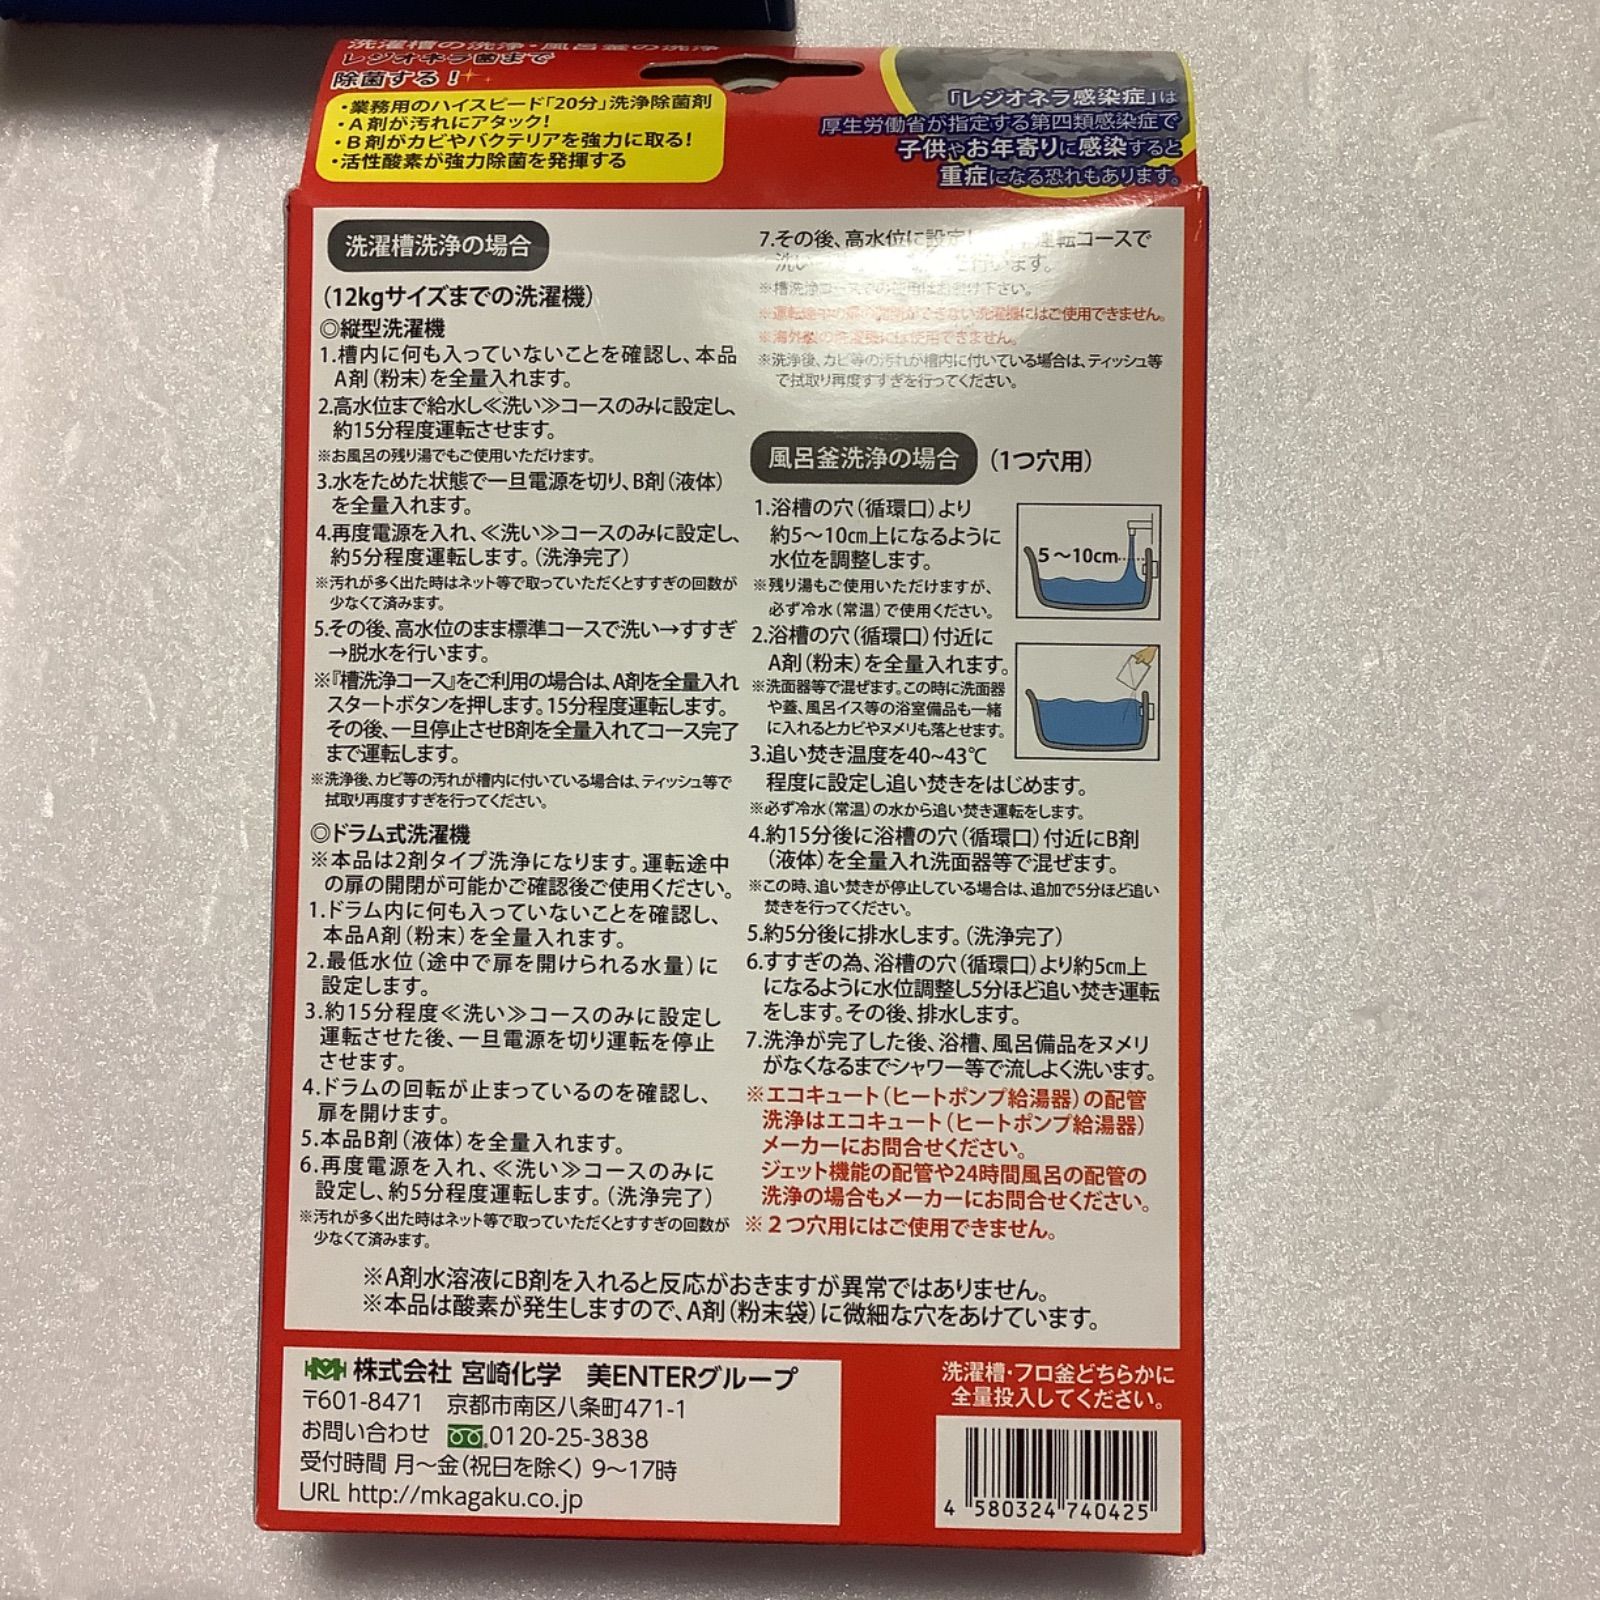 洗濯槽の洗浄・風呂釜の洗浄
レジオネラ菌まで
除菌する!
・業務用のハイスピード「20分」洗浄除菌剤
・A剤が汚れにアタック!
・B剤がカビやバクテリアを強力に取る!
・活性酸素が強力除菌を発揮する
「レジオネラ感染症」は
厚生労働省が指定する第四類感染症で
子供やお年寄りに感染すると
重症になる恐れもあります。
洗濯槽洗浄の場合
(12kgサイズまでの洗濯機)
◎縦型洗濯機
1.槽内に何も入っていないことを確認し、本品
A剤(粉末)を全量入れます。
2.高水位まで給水し≪洗い≫コースのみに設定し、
約15分程度運転させます。
※お風呂の残り湯でもご使用いただけます。
3.水をためた状態で一旦電源を切り、B剤(液体)
を全量入れます。
4.再度電源を入れ、≪洗い≫コースのみに設定し、
約5分程度運転します。(洗浄完了)
※汚れが多く出た時はネット等で取っていただくとすすぎの回数が
少なくて済みます。
5.その後、高水位のまま標準コースで洗い→すすぎ
→脱水を行います。
※『槽洗浄コース』をご利用の場合は、A剤を全量入れ
スタートボタンを押します。15分程度運転します。
その後、一旦停止させB剤を全量入れてコース完了
まで運転します。
※洗浄後、カビ等の汚れが槽内に付いている場合は、ティッシュ等で
拭取り再度すすぎを行ってください。
◎ドラム式洗濯機
※本品は2剤タイプ洗浄になります。運転途中
の扉の開閉が可能かご確認後ご使用ください。
1.ドラム内に何も入っていないことを確認し、
本品A剤(粉末)を全量入れます。
2.最低水位(途中で扉を開けられる水量)に
設定します。
3.約15分程度≪洗い≫コースのみに設定し
運転させた後、一旦電源を切り運転を停止
させます。
4.ドラムの回転が止まっているのを確認し、
扉を開けます。
5.本品B剤(液体)を全量入れます。
6.再度電源を入れ、≪洗い≫コースのみに
設定し、約5分程度運転します。(洗浄完了)
※汚れが多く出た時はネット等で取っていただくとすすぎの回数が
少なくて済みます。
7.その後、高水位に設定し 運転コースで
洗い を行います。
※槽洗浄コースでの使用はお避け下さい。
※運転途中の扉の開閉ができない洗濯機にはご使用できません。
※海外製の洗濯機には使用できません。
※洗浄後、カビ等の汚れが槽内に付いている場合は、ティッシュ等
で拭取り再度すすぎを行ってください。
風呂釜洗浄の場合 (1つ穴用)
1.浴槽の穴(循環口)より
約5〜10cm上になるように
水位を調整します。
※残り湯もご使用いただけますが、
必ず冷水(常温)で使用ください。
5〜10cm
2.浴槽の穴(循環口)付近に
A剤(粉末)を全量入れます。
※洗面器等で混ぜます。この時に洗面器
や蓋、風呂イス等の浴室備品も一緒
に入れるとカビやヌメリも落とせます。
3.追い焚き温度を40~43℃
程度に設定し追い焚きをはじめます。
※必ず冷水(常温)の水から追い焚き運転をします。
4.約15分後に浴槽の穴(循環口)付近にB剤
(液体)を全量入れ洗面器等で混ぜます。
※この時、追い焚きが停止している場合は、追加で5分ほど追い
焚きを行ってください。
5.約5分後に排水します。(洗浄完了)
6.すすぎの為、浴槽の穴(循環口)より約5cm上
になるように水位調整し5分ほど追い焚き運転
をします。その後、排水します。
7.洗浄が完了した後、浴槽、風呂備品をヌメリ
がなくなるまでシャワー等で流しよく洗います。
※エコキュート(ヒートポンプ給湯器)の配管
洗浄はエコキュート(ヒートポンプ給湯器)
メーカーにお問合せください。
ジェット機能の配管や24時間風呂の配管の
洗浄の場合もメーカーにお問合せください。
※2つ穴用にはご使用できません。
※A剤水溶液にB剤を入れると反応がおきますが異常ではありません。
※本品は酸素が発生しますので、A剤(粉末袋)に微細な穴をあけています。
株式会社 宮崎化学 美ENTERグループ
〒601-8471 京都市南区八条町471-1
お問い合わせ 0120-25-3838
受付時間 月〜金(祝日を除く) 9〜17時
URL http://mkagaku.co.jp
洗濯槽・フロ釜どちらかに
全量投入してください。
4 580324 740425